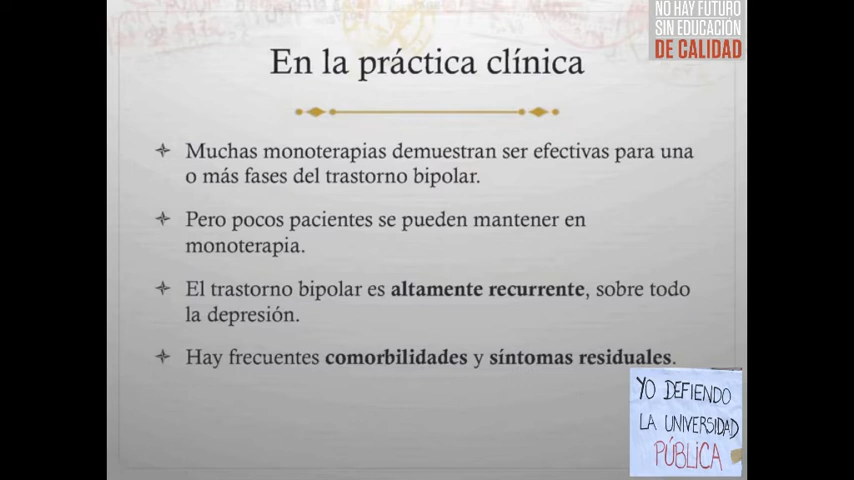 NO HAY FUTURO
SIN EDUCACIÓN
DE CALIDAD
En la práctica clínica
Muchas monoterapias demuestran ser efectivas para una
o más fases del trastorno bipolar.
Pero pocos pacientes se pueden mantener en
monoterapia.
El trastorno bipolar es altamente recurrente, sobre todo
la depresión.
Hay frecuentes comorbilidades y síntomas residuales.
YO DEFIENDO
LA UNIVERSIDAD
PÚBLICA